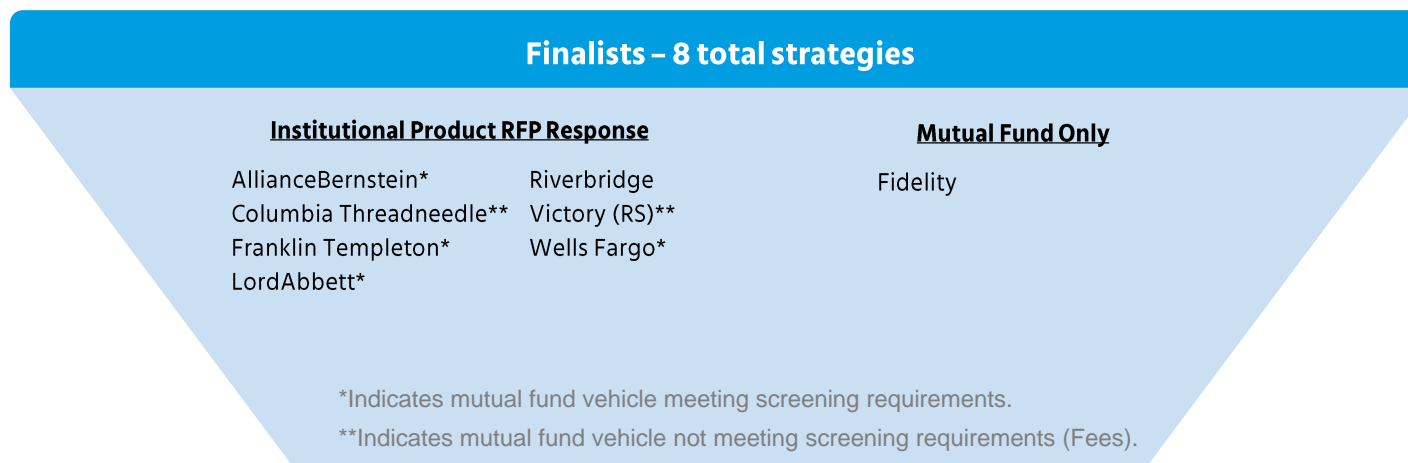 Finalists – 8 total strategies
Institutional Product RFP Response
AllianceBernstein*
Columbia Threadneedle**
Franklin Templeton*
LordAbbett*
Riverbridge
Victory (RS)**
Wells Fargo*
Mutual Fund Only
Fidelity
*Indicates mutual fund vehicle meeting screening requirements.
**Indicates mutual fund vehicle not meeting screening requirements (Fees).